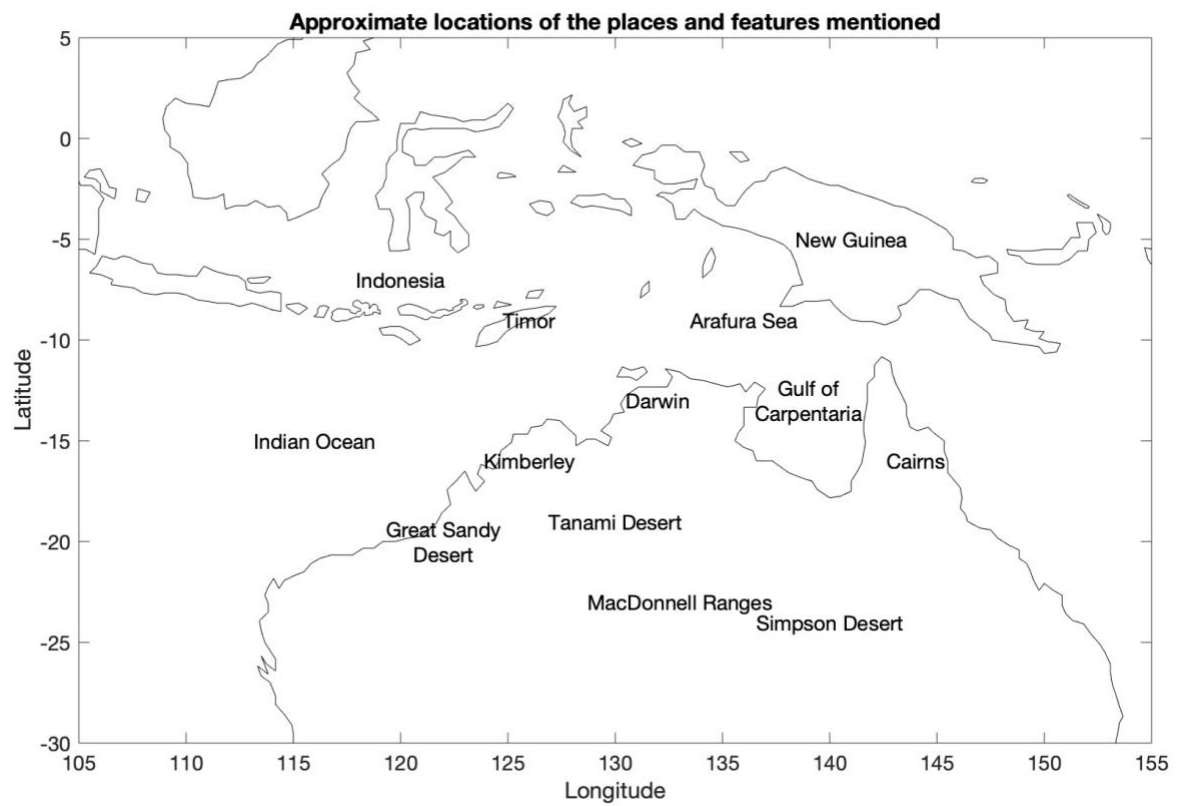 Approximate locations of the places and features mentioned
5
0
-5
-10
-15
-20
-25
-30
Latitude
New Guinea
Indonesia
Timor
Arafura Sea
Gulf of
Carpentaria
Darwin
Indian Ocean
Kimberley
Cairns
Great Sandy
Desert
Tanami Desert
MacDonnell Ranges
Simpson Desert
105 110 115 120 125 130 135 140 145 150 155
Longitude